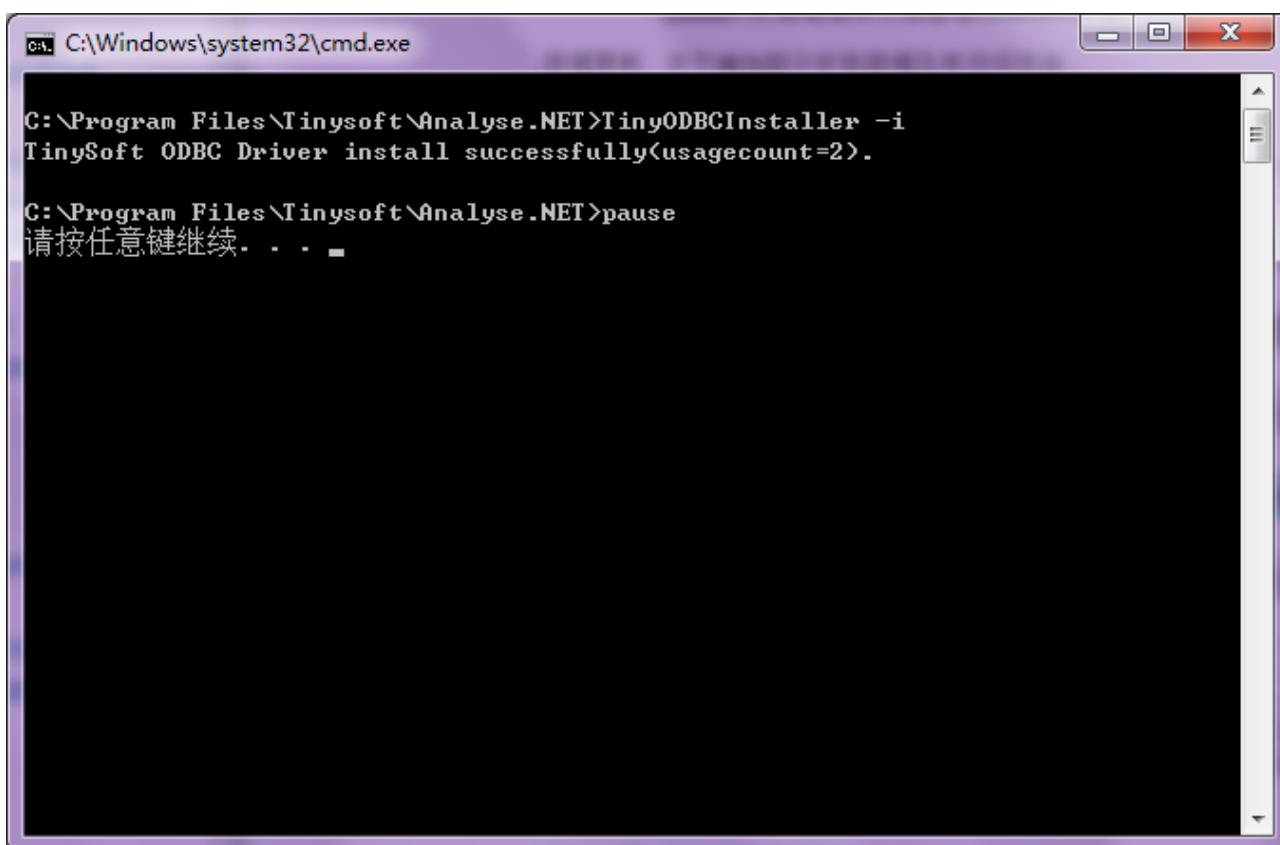 C:\Windows\system32\cmd.exe
C:\Program Files\Tinysoft\Analyse.NET>TinyODBCInstaller -i
TinySoft ODBC Driver install successfully(usagecount=2).
C:\Program Files\Tinysoft\Analyse.NET>pause
请按任意键继续. . .